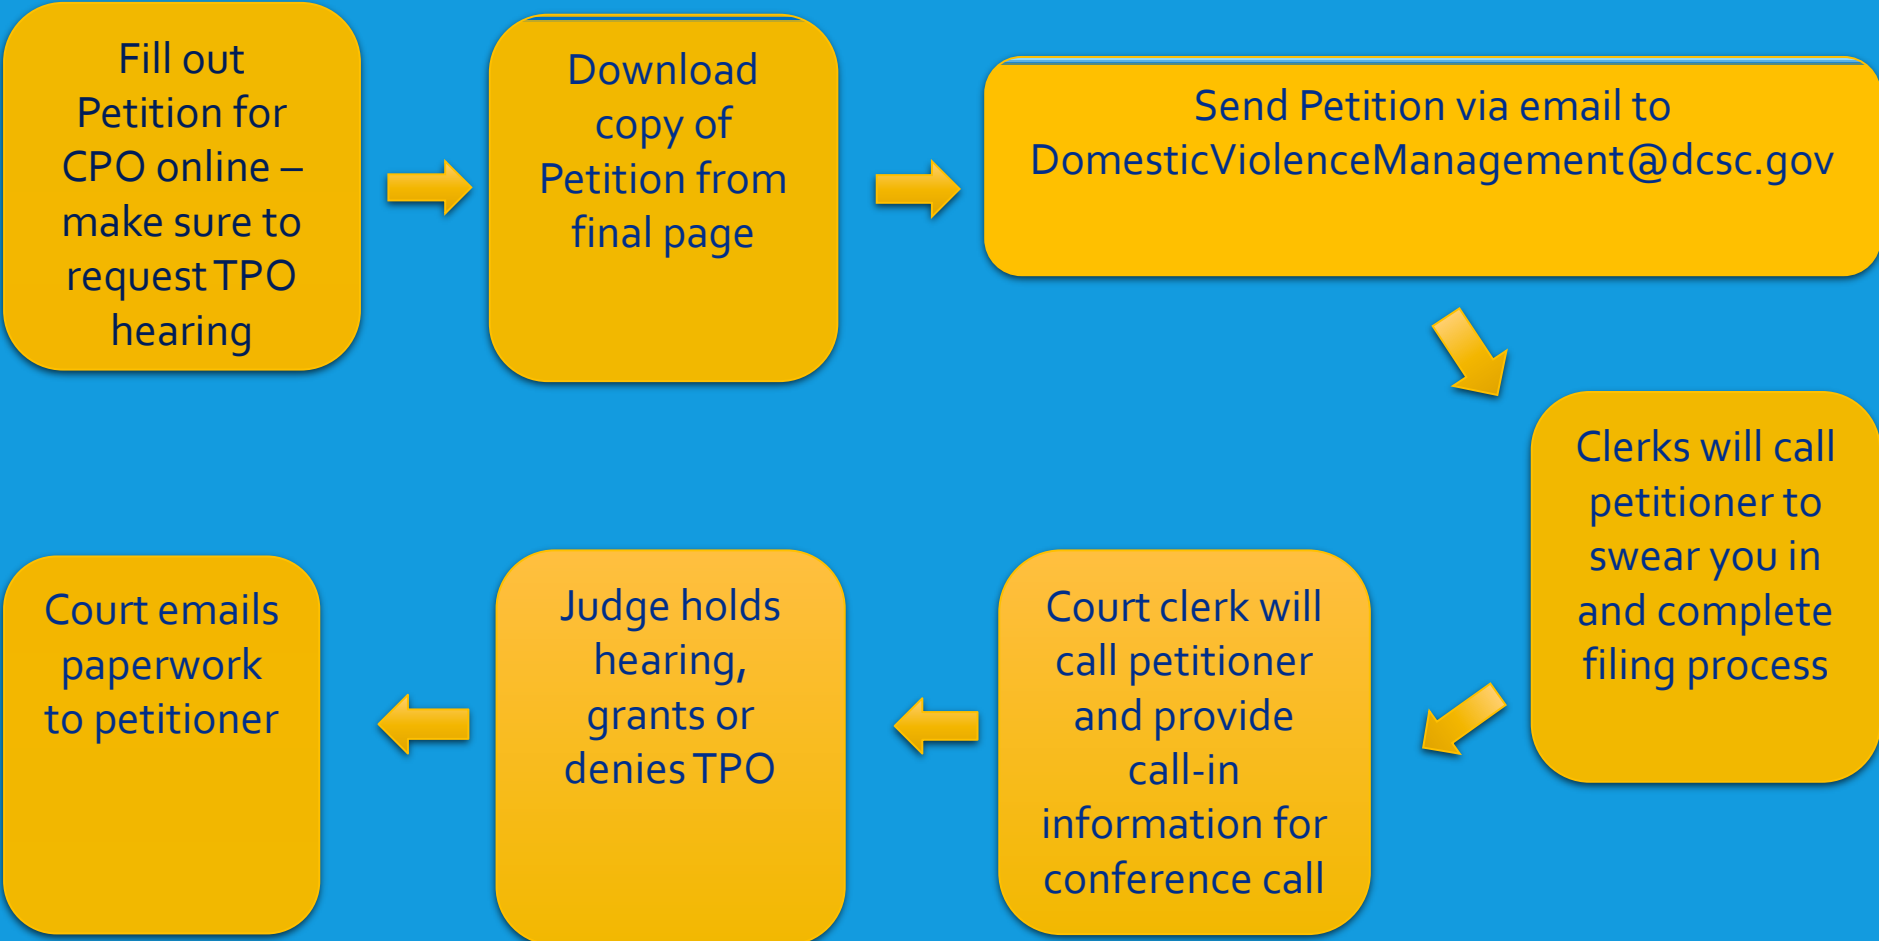 Fill out
Petition for
CPO online –
make sure to
request TPO
hearing
Download
copy of
Petition from
final page
Send Petition via email to
DomesticViolenceManagement@dcsc.gov
Clerks will call
petitioner to
swear you in
and complete
filing process
Court clerk will
call petitioner
and provide
call-in
information for
conference call
Judge holds
hearing,
grants or
denies TPO
Court emails
paperwork
to petitioner